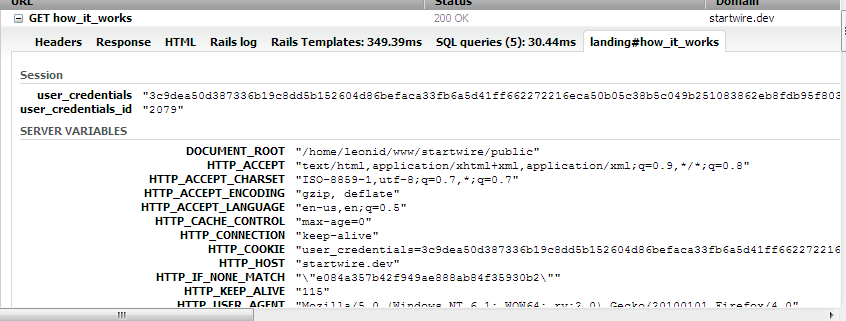 URL Status Domain
GET how_it_works 200 OK startwire.dev
Headers Response HTML Rails log Rails Templates: 349.39ms SQL queries (5): 30.44ms landing#how_it_works
Session
user_credentials "3c9dea50d387336b19c8dd5b152604d86befaca33fb6a5d41ff662272216eca50b05c38b5c049b251083862eb8fdb95f803
user_credentials_id "2079"
SERVER VARIABLES
DOCUMENT_ROOT "/home/leonid/www/startwire/public"
HTTP_ACCEPT "text/html,application/xhtml+xml,application/xml;q=0.9,*/*;q=0.8"
HTTP_ACCEPT_CHARSET "ISO-8859-1,utf-8;q=0.7,*;q=0.7"
HTTP_ACCEPT_ENCODING "gzip, deflate"
HTTP_ACCEPT_LANGUAGE "en-us,en;q=0.5"
HTTP_CACHE_CONTROL "max-age=0"
HTTP_CONNECTION "keep-alive"
HTTP_COOKIE "user_credentials=3c9dea50d387336b19c8dd5b152604d86befaca33fb6a5d41ff662272216
HTTP_HOST "startwire.dev"
HTTP_IF_NONE_MATCH "\"e084a357b42f949ae888ab84f35930b2\""
HTTP_KEEP_ALIVE "115"
HTTP_USER_AGENT "Mozilla/5.0 (Windows NT 6.1; WOW64; rv:2.0) Gecko/20100101 Firefox/4.0"